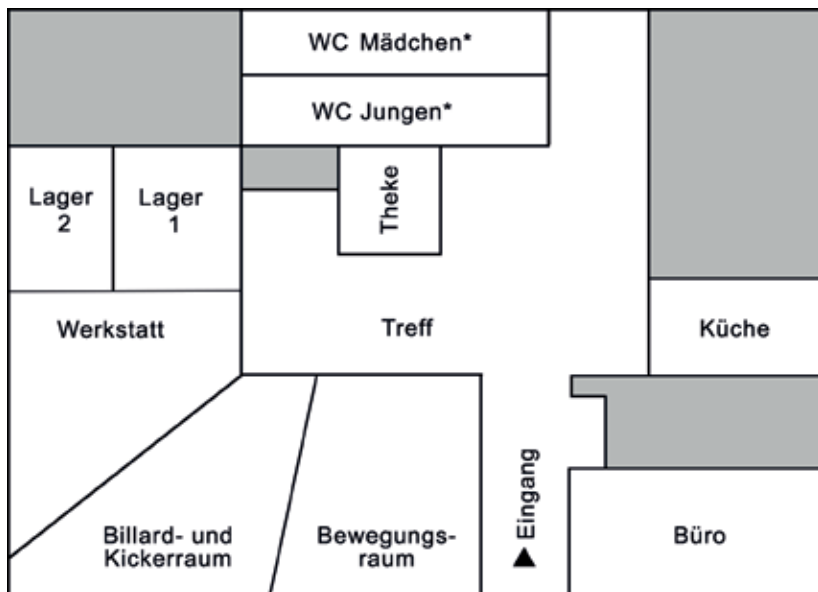 WC Mädchen*
WC Jungen*
Lager
2
Lager
1
Theke
Werkstatt
Treff
Küche
Billard- und
Kickerraum
Bewegungs-
raum
▲ Eingang
Büro